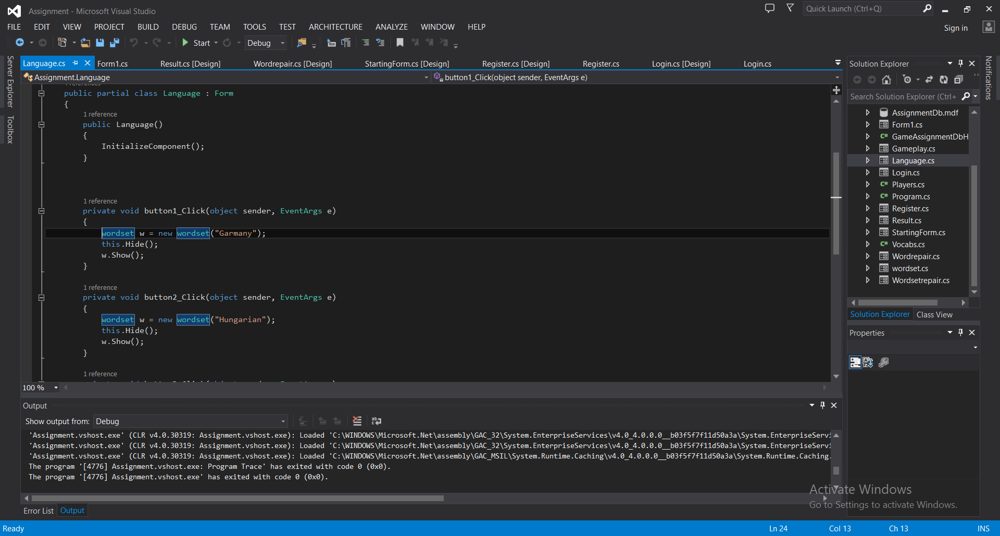 Assignment - Microsoft Visual Studio
Quick Launch (Ctrl+Q)
FILE EDIT VIEW PROJECT BUILD DEBUG TEAM TOOLS TEST ARCHITECTURE ANALYZE WINDOW HELP
Sign in
Start Debug
Server Explorer
Toolbox
Language.cs Form1.cs Result.cs [Design] Wordrepair.cs [Design] StartingForm.cs [Design] Register.cs [Design] Register.cs Login.cs [Design] Login.cs
Assignment.Language button1_Click(object sender, EventArgs e)
public partial class Language : Form
{
1 reference
public Language()
{
InitializeComponent();
}
1 reference
private void button1_Click(object sender, EventArgs e)
{
wordset w = new wordset("Garmany");
this.Hide();
w.Show();
}
1 reference
private void button2_Click(object sender, EventArgs e)
{
wordset w = new wordset("Hungarian");
this.Hide();
w.Show();
}
1 reference
100 %
Output
Show output from: Debug
'Assignment.vshost.exe' (CLR v4.0.30319: Assignment.vshost.exe): Loaded 'C:\WINDOWS\Microsoft.Net\assembly\GAC_32\System.EnterpriseServices\v4.0_4.0.0.0__b03f5f7f11d50a3a\System.EnterpriseServi
'Assignment.vshost.exe' (CLR v4.0.30319: Assignment.vshost.exe): Loaded 'C:\WINDOWS\Microsoft.Net\assembly\GAC_32\System.EnterpriseServices\v4.0_4.0.0.0__b03f5f7f11d50a3a\System.EnterpriseServi
'Assignment.vshost.exe' (CLR v4.0.30319: Assignment.vshost.exe): Loaded 'C:\WINDOWS\Microsoft.Net\assembly\GAC_MSIL\System.Runtime.Caching\v4.0_4.0.0.0__b03f5f7f11d50a3a\System.Runtime.Caching.
The program '[4776] Assignment.vshost.exe: Program Trace' has exited with code 0 (0x0).
The program '[4776] Assignment.vshost.exe' has exited with code 0 (0x0).
Error List Output
Solution Explorer
Search Solution Explorer (Ctrl+
AssignmentDb.mdf
Form1.cs
GameAssignmentDbH
Gameplay.cs
Language.cs
Login.cs
Players.cs
Program.cs
Register.cs
Result.cs
StartingForm.cs
Vocabs.cs
Wordrepair.cs
wordset.cs
Wordsetrepair.cs
Solution Explorer Class View
Properties
Notifications
Activate Windows
Go to Settings to activate Windows.
Ready Ln 24 Col 13 Ch 13 INS